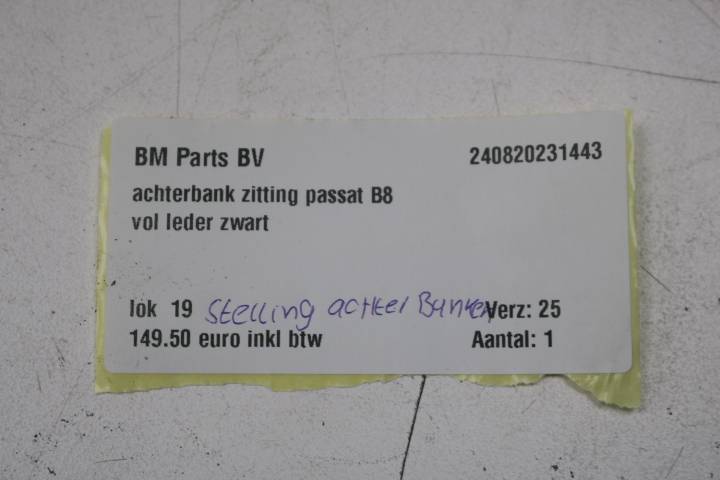 BM Parts BV 240820231443
achterbank zitting passat B8
vol leder zwart
lok 19 Stelling achter Banken Verz: 25
149.50 euro inkl btw Aantal: 1